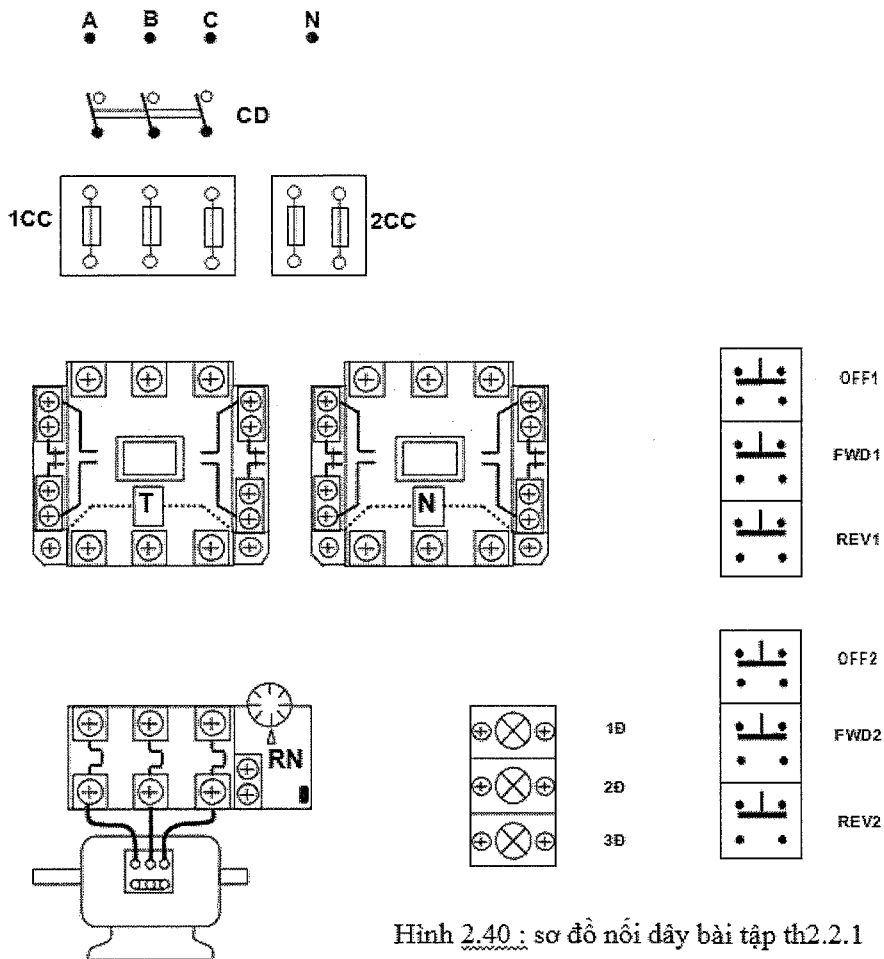 A B C N
CD
1CC 2CC
OFF1
FWD1
T N
REV1
OFF2
1Đ
FWD2
RN
2Đ
REV2
3Đ
Hình 2.40 : sơ đồ nối dây bài tập th2.2.1